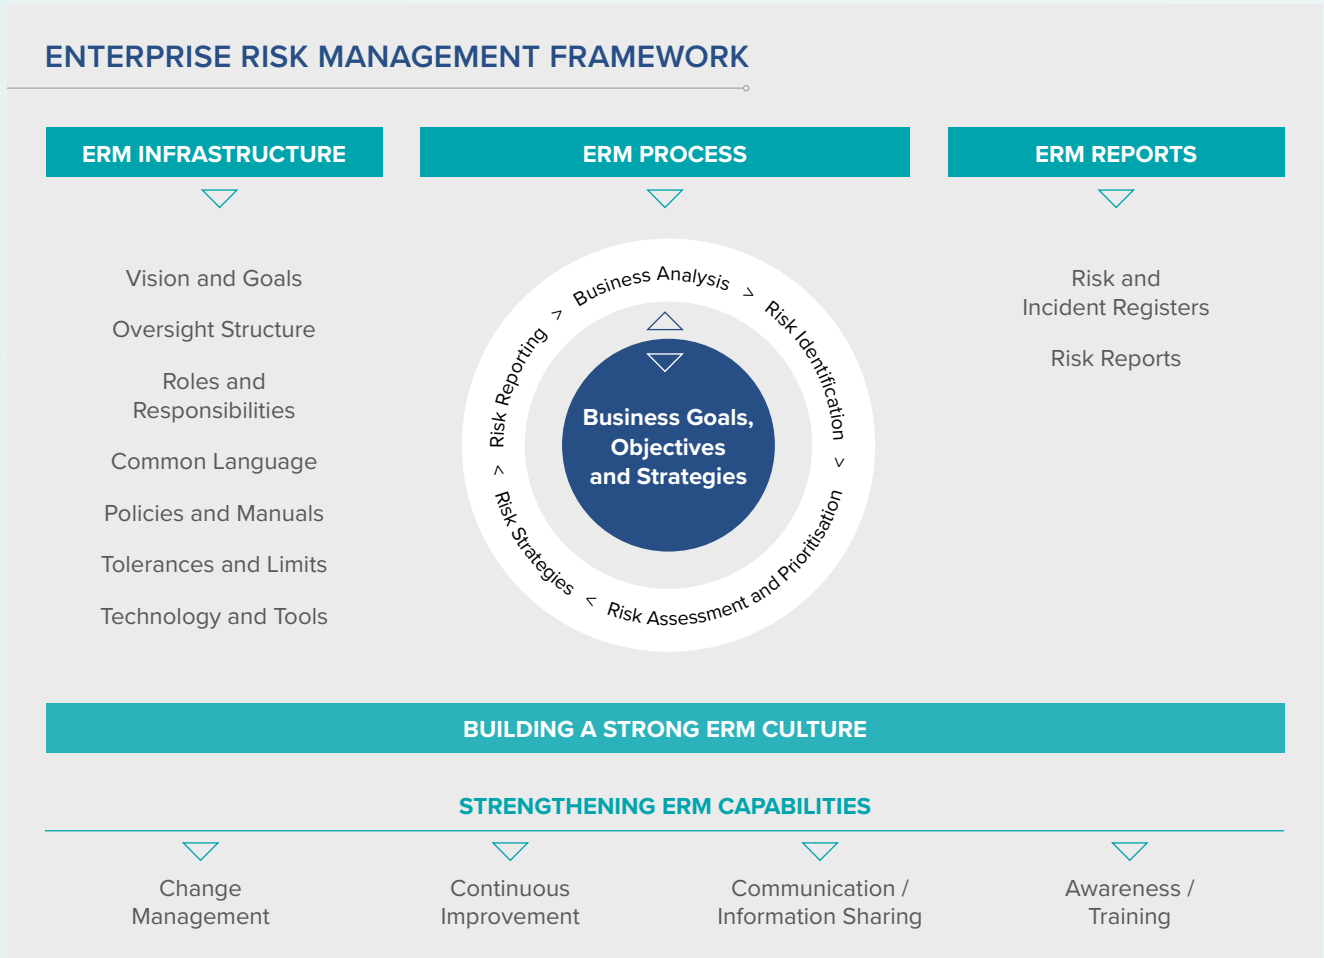 ENTERPRISE RISK MANAGEMENT FRAMEWORK
ERM INFRASTRUCTURE
Vision and Goals
Oversight Structure
Roles and
Responsibilities
Common Language
Policies and Manuals
Tolerances and Limits
Technology and Tools
ERM PROCESS
Business Analysis >
Risk Identification >
Risk Assessment and Prioritisation >
Risk Strategies >
Risk Reporting >
Business Goals,
Objectives
and Strategies
ERM REPORTS
Risk and
Incident Registers
Risk Reports
BUILDING A STRONG ERM CULTURE
STRENGTHENING ERM CAPABILITIES
Change
Management
Continuous
Improvement
Communication /
Information Sharing
Awareness /
Training